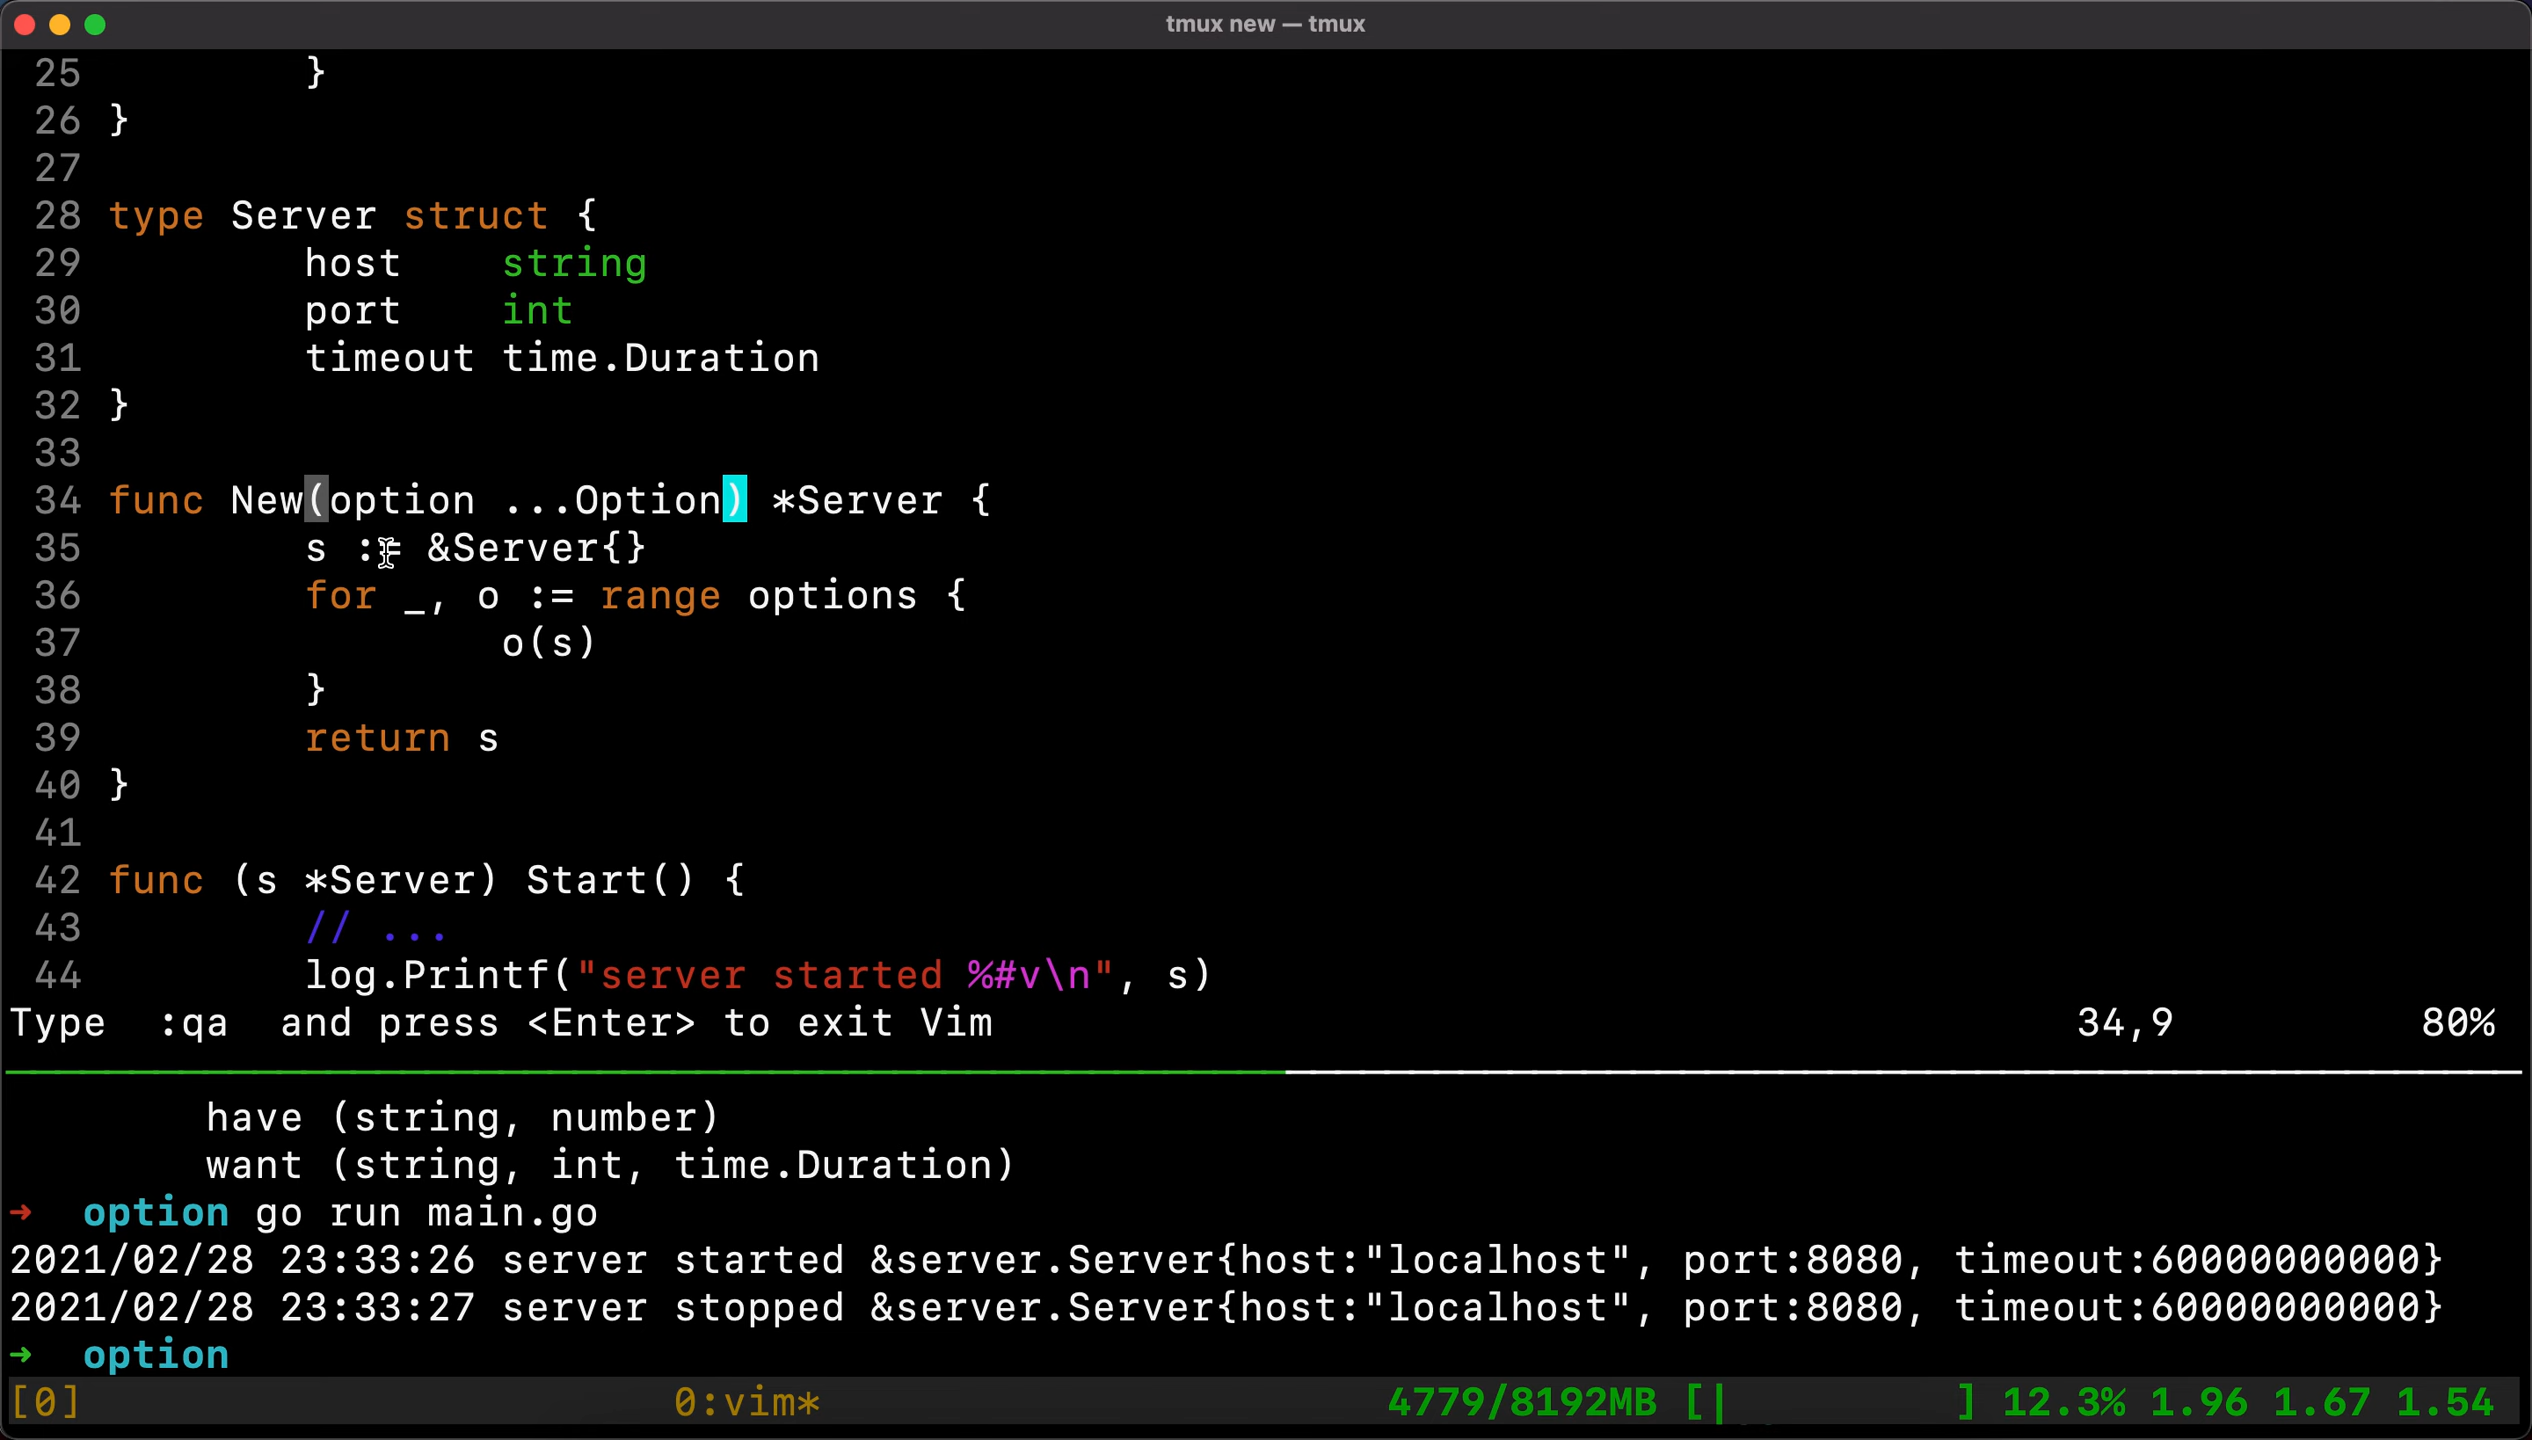 tmux new — tmux
25         }
26 }
27
28 type Server struct {
29         host    string
30         port    int
31         timeout time.Duration
32 }
33
34 func New(option ...Option) *Server {
35         s := &Server{}
36         for _, o := range options {
37                 o(s)
38         }
39         return s
40 }
41
42 func (s *Server) Start() {
43         // ...
44         log.Printf("server started %#v\n", s)
Type  :qa  and press <Enter> to exit Vim                                            34,9          80%
        have (string, number)
        want (string, int, time.Duration)
➜  option go run main.go
2021/02/28 23:33:26 server started &server.Server{host:"localhost", port:8080, timeout:60000000000}
2021/02/28 23:33:27 server stopped &server.Server{host:"localhost", port:8080, timeout:60000000000}
➜  option
[0]                        0:vim*                       4779/8192MB [|         ] 12.3% 1.96 1.67 1.54